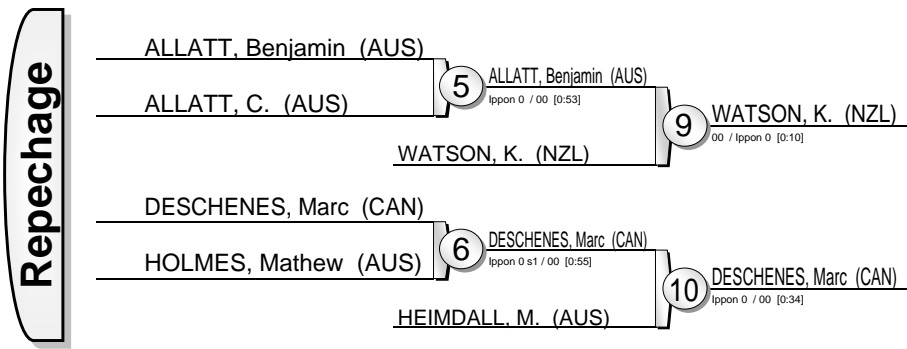 Repechage
ALLATT, Benjamin (AUS)
ALLATT, C. (AUS)
5
ALLATT, Benjamin (AUS)
Ippon 0 / 00 [0:53]
WATSON, K. (NZL)
9
WATSON, K. (NZL)
00 / Ippon 0 [0:10]
DESCHENES, Marc (CAN)
HOLMES, Mathew (AUS)
6
DESCHENES, Marc (CAN)
Ippon 0 s1 / 00 [0:55]
HEIMDALL, M. (AUS)
10
DESCHENES, Marc (CAN)
Ippon 0 / 00 [0:34]